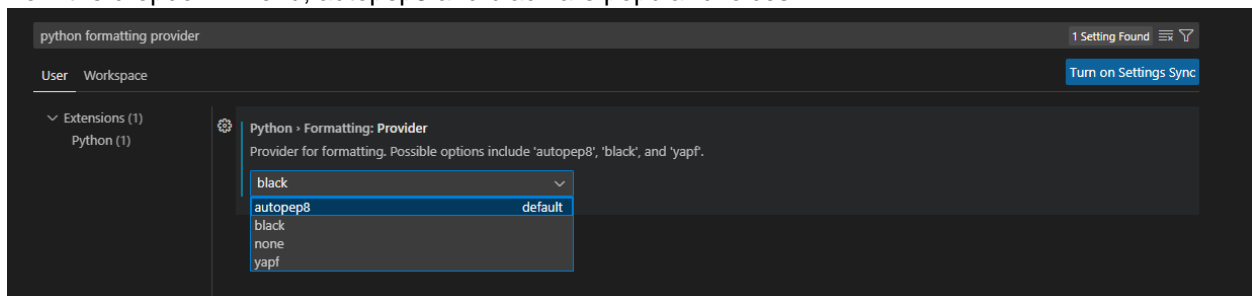 python formatting provider
1 Setting Found
User Workspace
Turn on Settings Sync
Extensions (1)
Python (1)
Python › Formatting: Provider
Provider for formatting. Possible options include 'autopep8', 'black', and 'yapf'.
black
autopep8 default
black
none
yapf